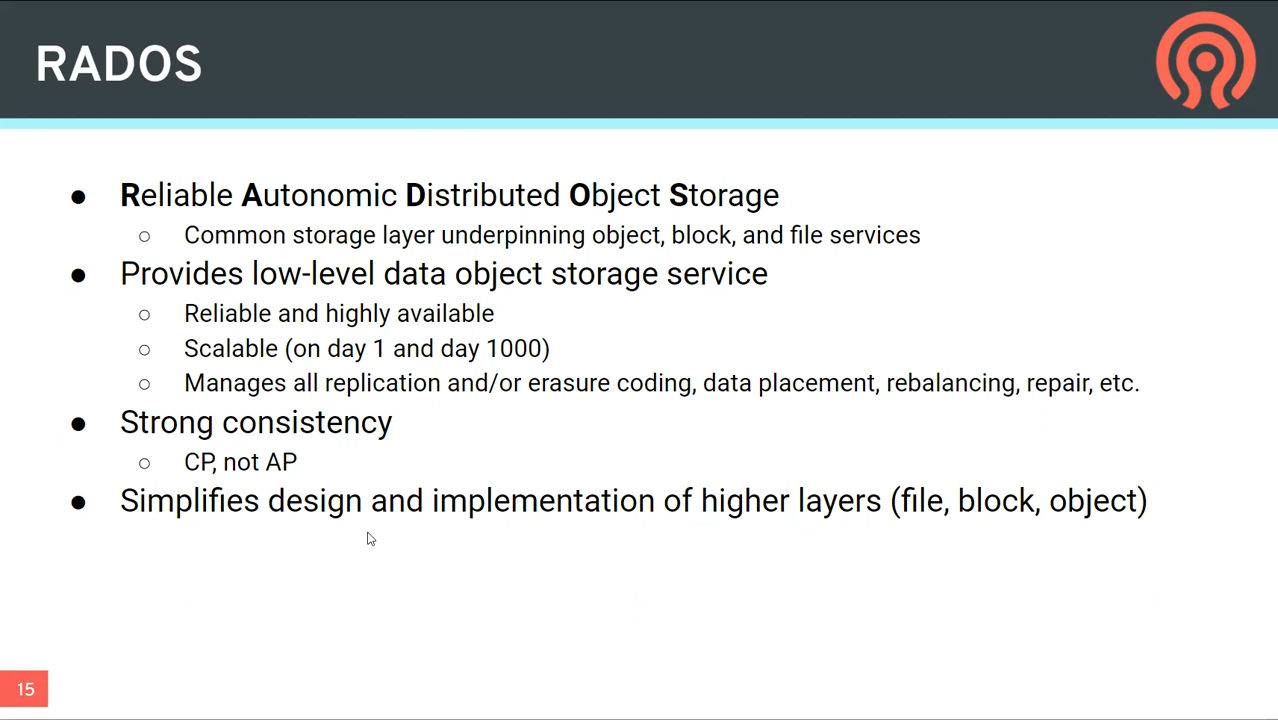 RADOS
● Reliable Autonomic Distributed Object Storage
○ Common storage layer underpinning object, block, and file services
● Provides low-level data object storage service
○ Reliable and highly available
○ Scalable (on day 1 and day 1000)
○ Manages all replication and/or erasure coding, data placement, rebalancing, repair, etc.
● Strong consistency
○ CP, not AP
● Simplifies design and implementation of higher layers (file, block, object)
15